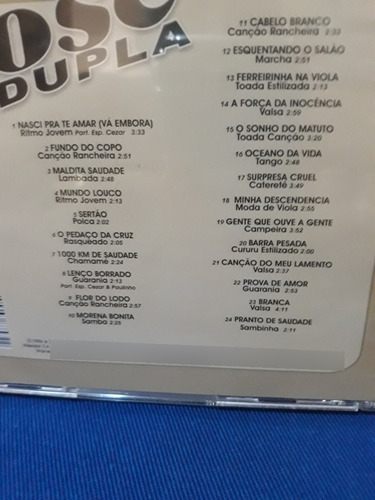 OSC
DUPLA
1 NASCI PRA TE AMAR (VÁ EMBORA)
Ritmo Jovem Part. Esp. Cezar 3:33
2 FUNDO DO COPO
Canção Rancheira 2:51
3 MALDITA SAUDADE
Lambada 2:48
4 MUNDO LOUCO
Ritmo Jovem 2:13
5 SERTÃO
Polca 2:02
6 O PEDAÇO DA CRUZ
Rasqueado 2:05
7 1000 KM DE SAUDADE
Chamamé 2:24
8 LENÇO BORRADO
Guarania 2:13
Part. Esp. Cezar & Paulinho
9 FLOR DO LODO
Canção Rancheira 2:57
10 MORENA BONITA
Samba 2:25
11 CABELO BRANCO
Canção Rancheira 3:33
12 ESQUENTANDO O SALÃO
Marcha 2:51
13 FERREIRINHA NA VIOLA
Toada Estilizada 2:13
14 A FORÇA DA INOCÊNCIA
Valsa 2:59
15 O SONHO DO MATUTO
Toada Canção 3:20
16 OCEANO DA VIDA
Tango 2:48
17 SURPRESA CRUEL
Catereté 3:49
18 MINHA DESCENDENCIA
Moda de Viola 2:55
19 GENTE QUE OUVE A GENTE
Campeira 3:52
20 BARRA PESADA
Cururu Estilizado 2:00
21 CANÇÃO DO MEU LAMENTO
Valsa 2:37
22 PROVA DE AMOR
Guarania 2:53
23 BRANCA
Valsa 4:11
24 PRANTO DE SAUDADE
Sambinha 2:11